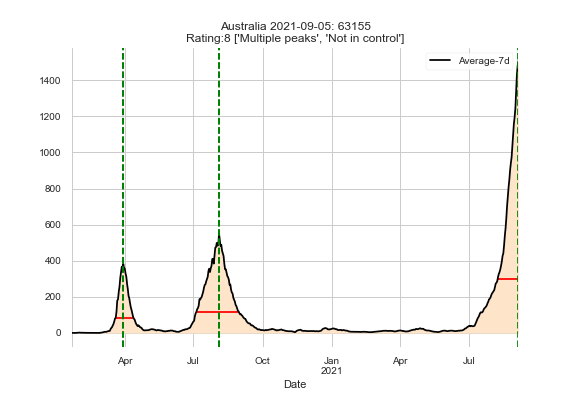 Australia 2021-09-05: 63155
Rating:8 ['Multiple peaks', 'Not in control']
Average-7d
1400
1200
1000
800
600
400
200
0
Apr Jul Oct Jan Apr Jul
2021
Date